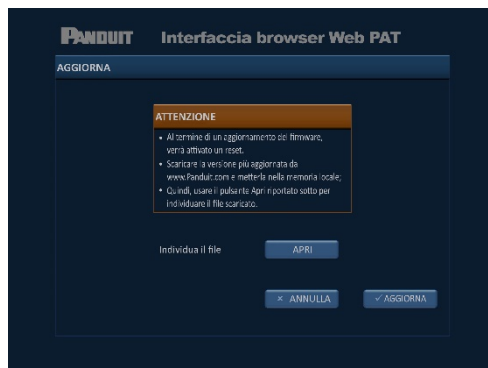 PANDUIT Interfaccia browser Web PAT
AGGIORNA
ATTENZIONE
• Al termine di un aggiornamento del firmware,
verrà attivato un reset.
• Scaricare la versione più aggiornata da
www.Panduit.com e metterla nella memoria locale;
• Quindi, usare il pulsante Apri riportato sotto per
individuare il file scaricato.
Individua il file APRI
× ANNULLA ✓ AGGIORNA